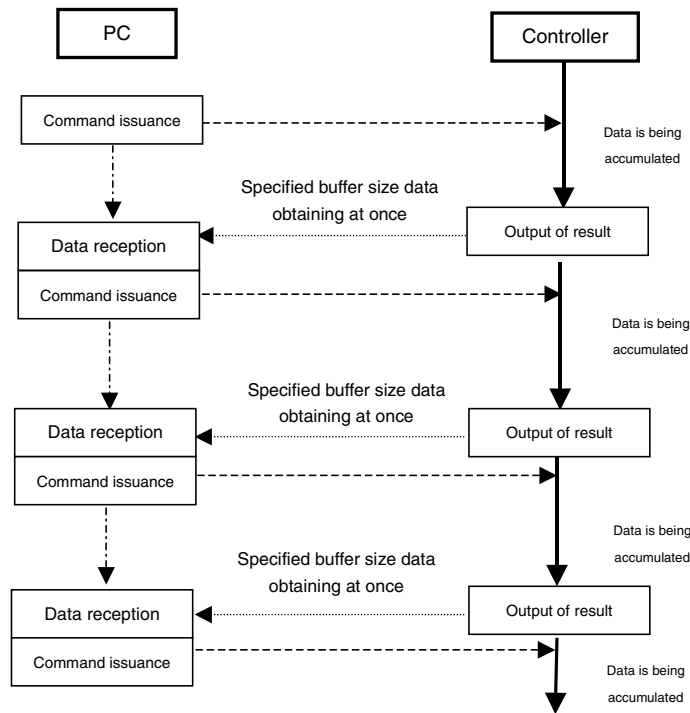 PC
Controller
Command issuance
Data is being
accumulated
Specified buffer size data
obtaining at once
Output of result
Data reception
Command issuance
Data is being
accumulated
Specified buffer size data
obtaining at once
Output of result
Data reception
Command issuance
Data is being
accumulated
Specified buffer size data
obtaining at once
Output of result
Data reception
Command issuance
Data is being
accumulated